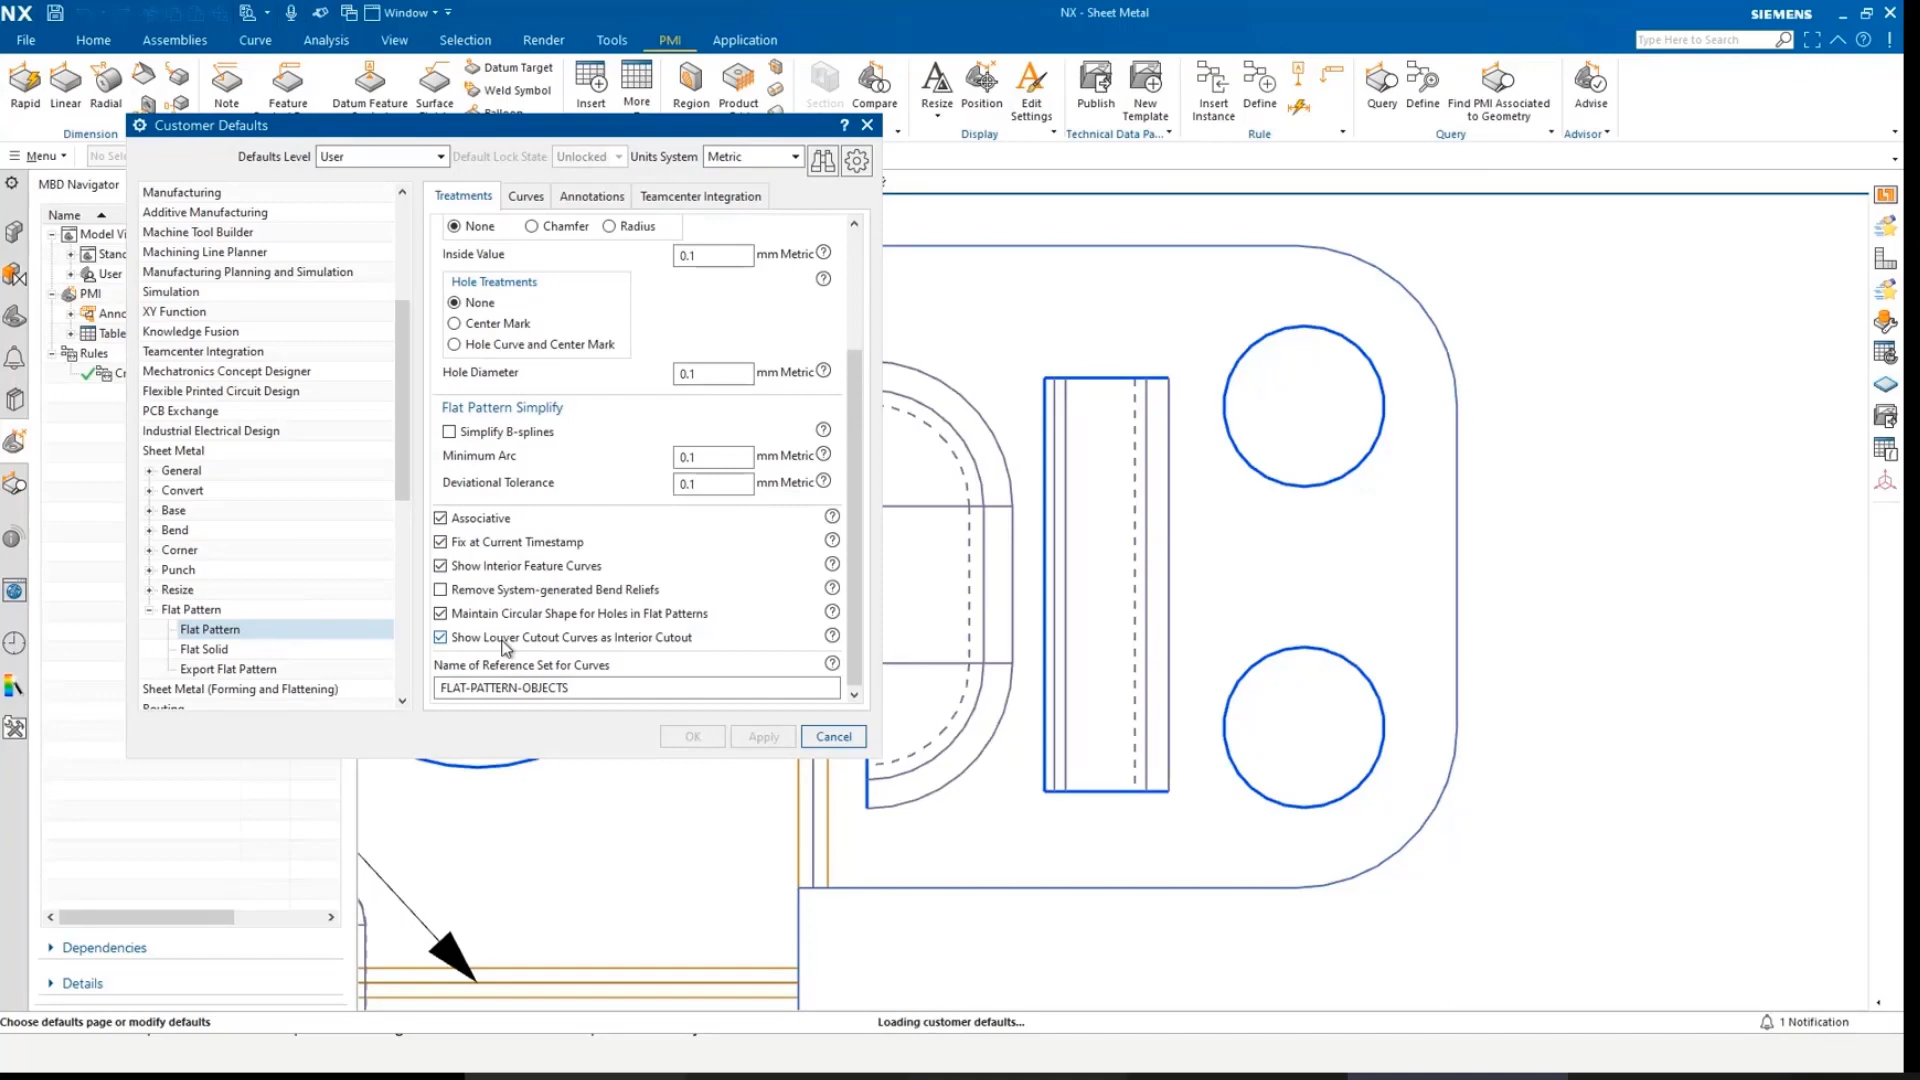 NX
Window
NX - Sheet Metal
SIEMENS
File
Home
Assemblies
Curve
Analysis
View
Selection
Render
Tools
PMI
Application
Type Here to Search
Rapid
Linear
Radial
Note
Feature
Datum Feature
Surface
Datum Target
Weld Symbol
Insert
More
Region
Product
Section
Compare
Resize
Position
Edit
Settings
Publish
New
Template
Insert
Instance
Define
Query
Define
Find PMI Associated
to Geometry
Advise
Dimension
Display
Technical Data Pa...
Rule
Query
Advisor
Menu
No Sele
MBD Navigator
Name
Model Vi
Stanc
User
PMI
Anno
Table
Rules
Cr
Dependencies
Details
Customer Defaults
Defaults Level
User
Default Lock State
Unlocked
Units System
Metric
Manufacturing
Additive Manufacturing
Machine Tool Builder
Machining Line Planner
Manufacturing Planning and Simulation
Simulation
XY Function
Knowledge Fusion
Teamcenter Integration
Mechatronics Concept Designer
Flexible Printed Circuit Design
PCB Exchange
Industrial Electrical Design
Sheet Metal
General
Convert
Base
Bend
Corner
Punch
Resize
Flat Pattern
Flat Pattern
Flat Solid
Export Flat Pattern
Sheet Metal (Forming and Flattening)
Treatments
Curves
Annotations
Teamcenter Integration
None
Chamfer
Radius
Inside Value
0.1
mm Metric
Hole Treatments
None
Center Mark
Hole Curve and Center Mark
Hole Diameter
0.1
mm Metric
Flat Pattern Simplify
Simplify B-splines
Minimum Arc
0.1
mm Metric
Deviational Tolerance
0.1
mm Metric
Associative
Fix at Current Timestamp
Show Interior Feature Curves
Remove System-generated Bend Reliefs
Maintain Circular Shape for Holes in Flat Patterns
Show Lower Cutout Curves as Interior Cutout
Name of Reference Set for Curves
FLAT-PATTERN-OBJECTS
OK
Apply
Cancel
Choose defaults page or modify defaults
Loading customer defaults...
1 Notification